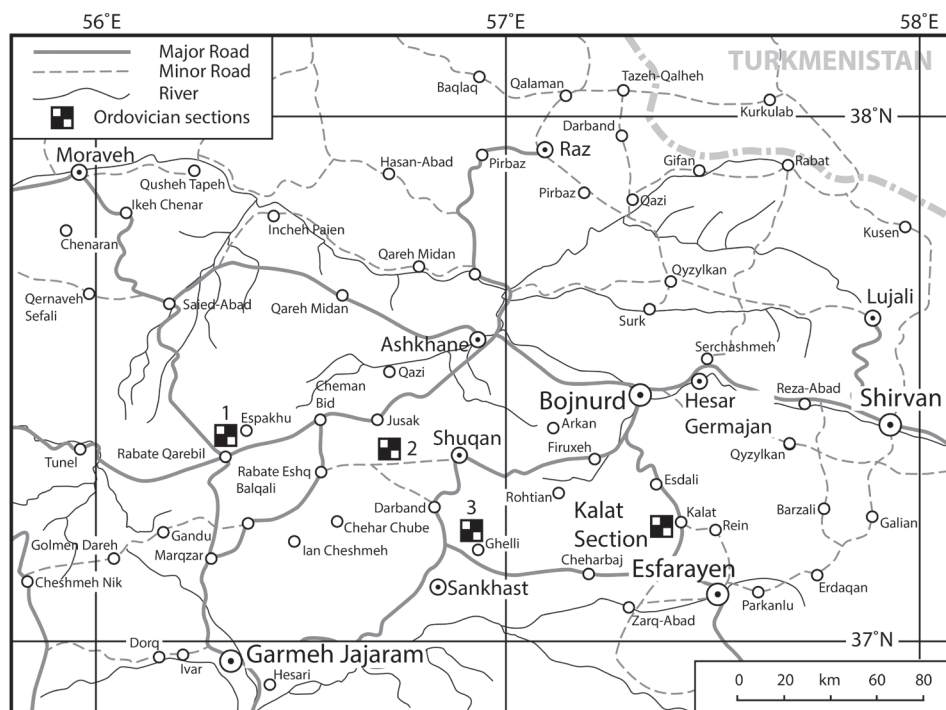 56°E
57°E
58°E
Major Road
Minor Road
River
Ordovician sections
TURKMENISTAN
Baqlaq
Qalaman
Tazeh-Qalheh
Kurkulab
38°N
Darband
Moraveh
Raz
Pirbaz
Hasan-Abad
Gifan
Rabat
Qusheh Tapeh
Pirbaz
Qazi
Ikeh Chenar
Incheh Paien
Kusen
Chenaran
Qareh Midan
Qyzylkan
Qernaveh
Sefali
Saied-Abad
Qareh Midan
Lujali
Surk
Ashkhane
Serchashmeh
Qazi
Cheman
Bid
Bojnurd
Hesar
Germajan
Reza-Abad
Shirvan
1
Espakhu
Jusak
Arkan
Shuqan
2
Firuxeh
Qyzylkan
Tunel
Rabate Qarebil
Rabate Eshq
Balqali
Esdali
Rohtian
Darband
3
Kalat
Section
Kalat
Rein
Barzali
Galian
Chehar Chube
Gandu
Golmen Dareh
Marqzar
Ian Cheshmeh
Ghelli
Cheharbaj
Esfarayen
Cheshmeh Nik
Sankhast
Erdaqan
Parkanlu
Zarq-Abad
37°N
Dorq
Ivar
Garmeh Jajaram
Hesari
0 20 km 60 80